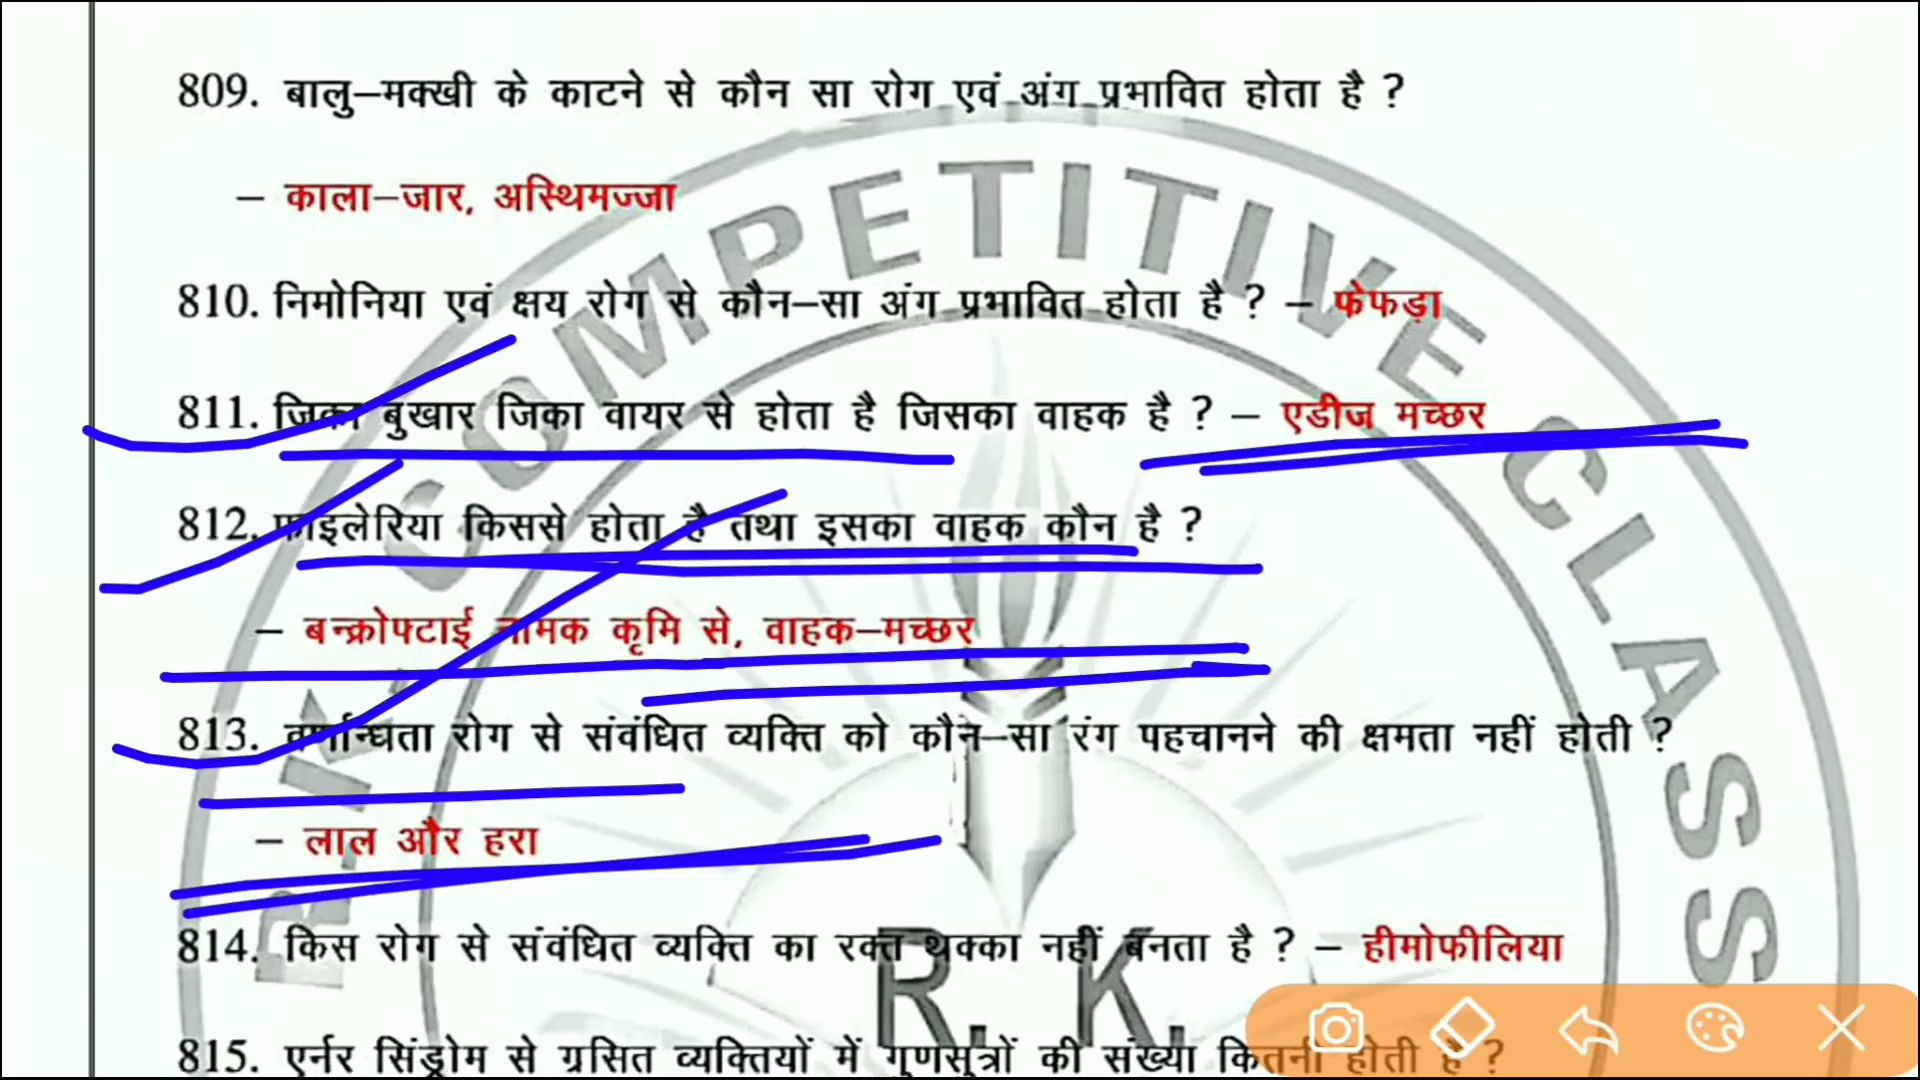 809. बालु–मक्खी के काटने से कौन सा रोग एवं अंग प्रभावित होता है ?
– काला–जार, अस्थिमज्जा
810. निमोनिया एवं क्षय रोग से कौन–सा अंग प्रभावित होता है ? – फेफड़ा
811. जिका बुखार जिका वायर से होता है जिसका वाहक है ? – एडीज मच्छर
812. फाइलेरिया किससे होता है तथा इसका वाहक कौन है ?
– बन्क्रोफ्टाई नामक कृमि से, वाहक–मच्छर
813. वर्णान्धता रोग से संबंधित व्यक्ति को कौन–सा रंग पहचानने की क्षमता नहीं होती ?
– लाल और हरा
814. किस रोग से संबंधित व्यक्ति का रक्त थक्का नहीं बनता है ? – हीमोफीलिया
815. एर्नर सिंड्रोम से ग्रसित व्यक्तियों में गुणसूत्रों की संख्या कितनी होती है ?
R. K. COMPETITIVE CLASS
R. K.